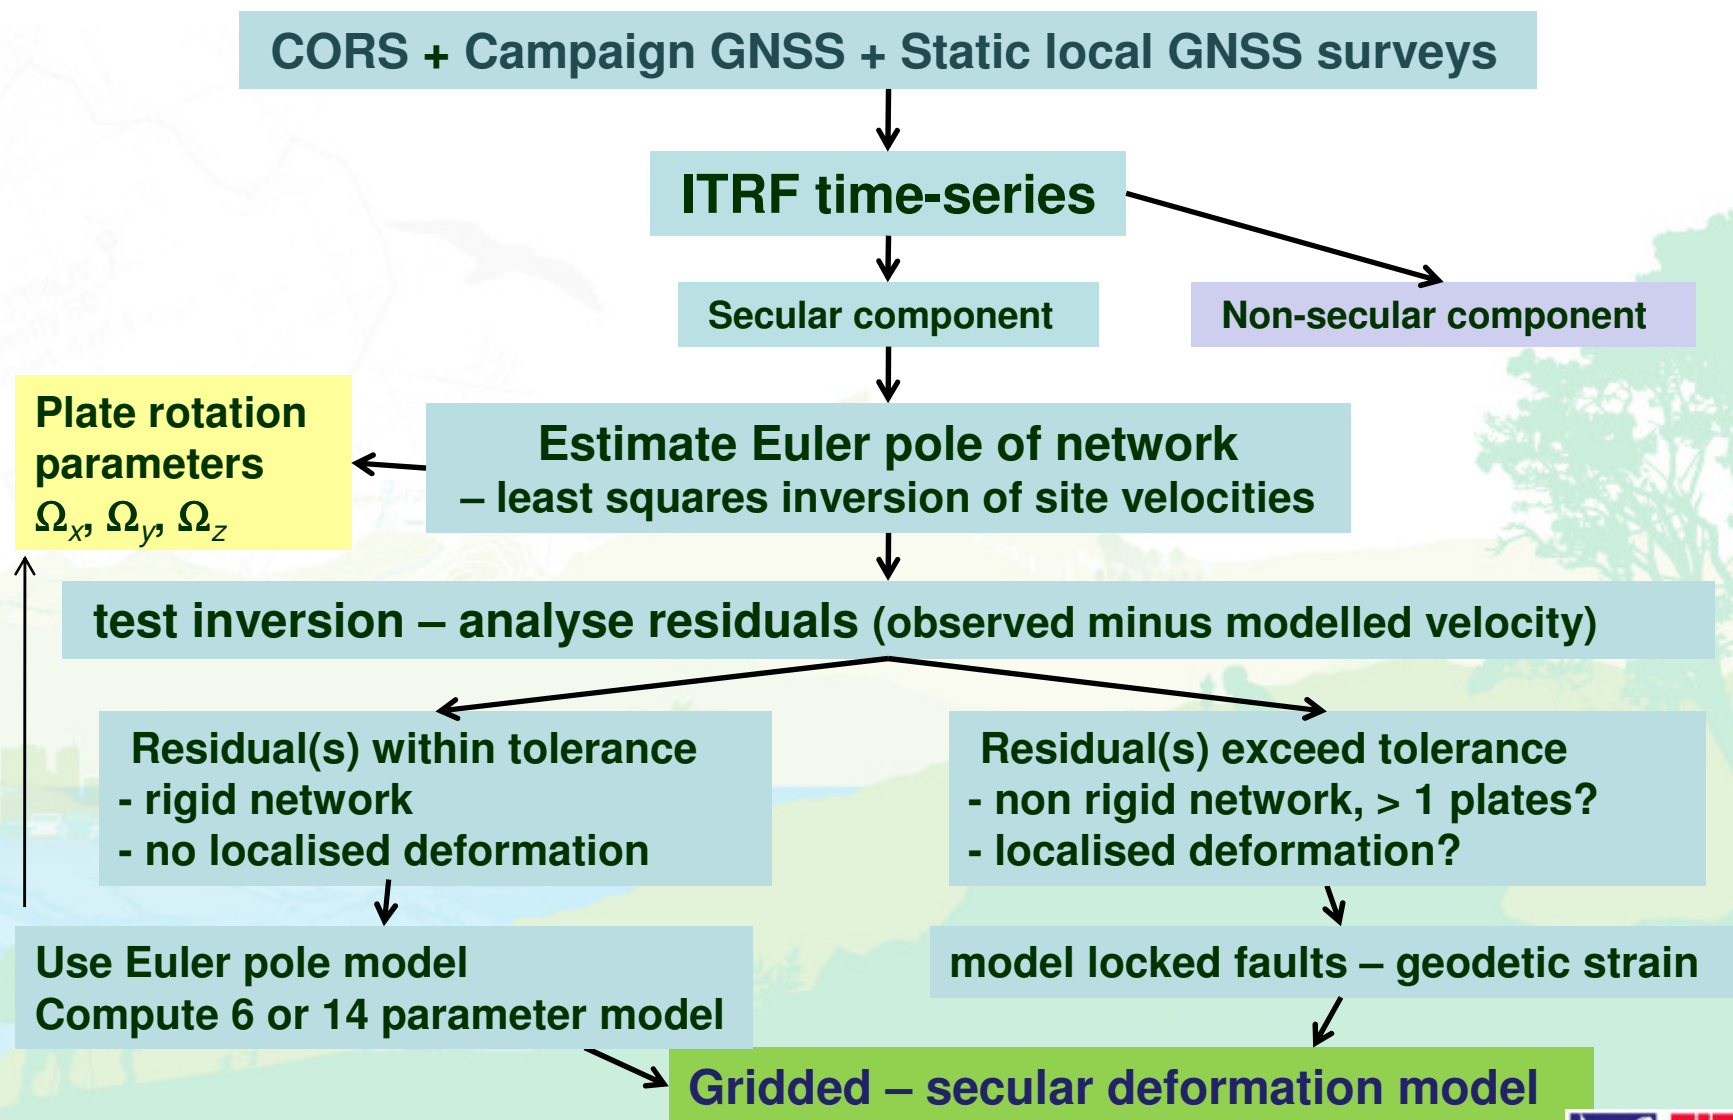 CORS + Campaign GNSS + Static local GNSS surveys
ITRF time-series
Secular component
Non-secular component
Plate rotation
parameters
Ωx, Ωy, Ωz
Estimate Euler pole of network
– least squares inversion of site velocities
test inversion – analyse residuals (observed minus modelled velocity)
Residual(s) within tolerance
- rigid network
- no localised deformation
Residual(s) exceed tolerance
- non rigid network, > 1 plates?
- localised deformation?
Use Euler pole model
Compute 6 or 14 parameter model
model locked faults – geodetic strain
Gridded – secular deformation model